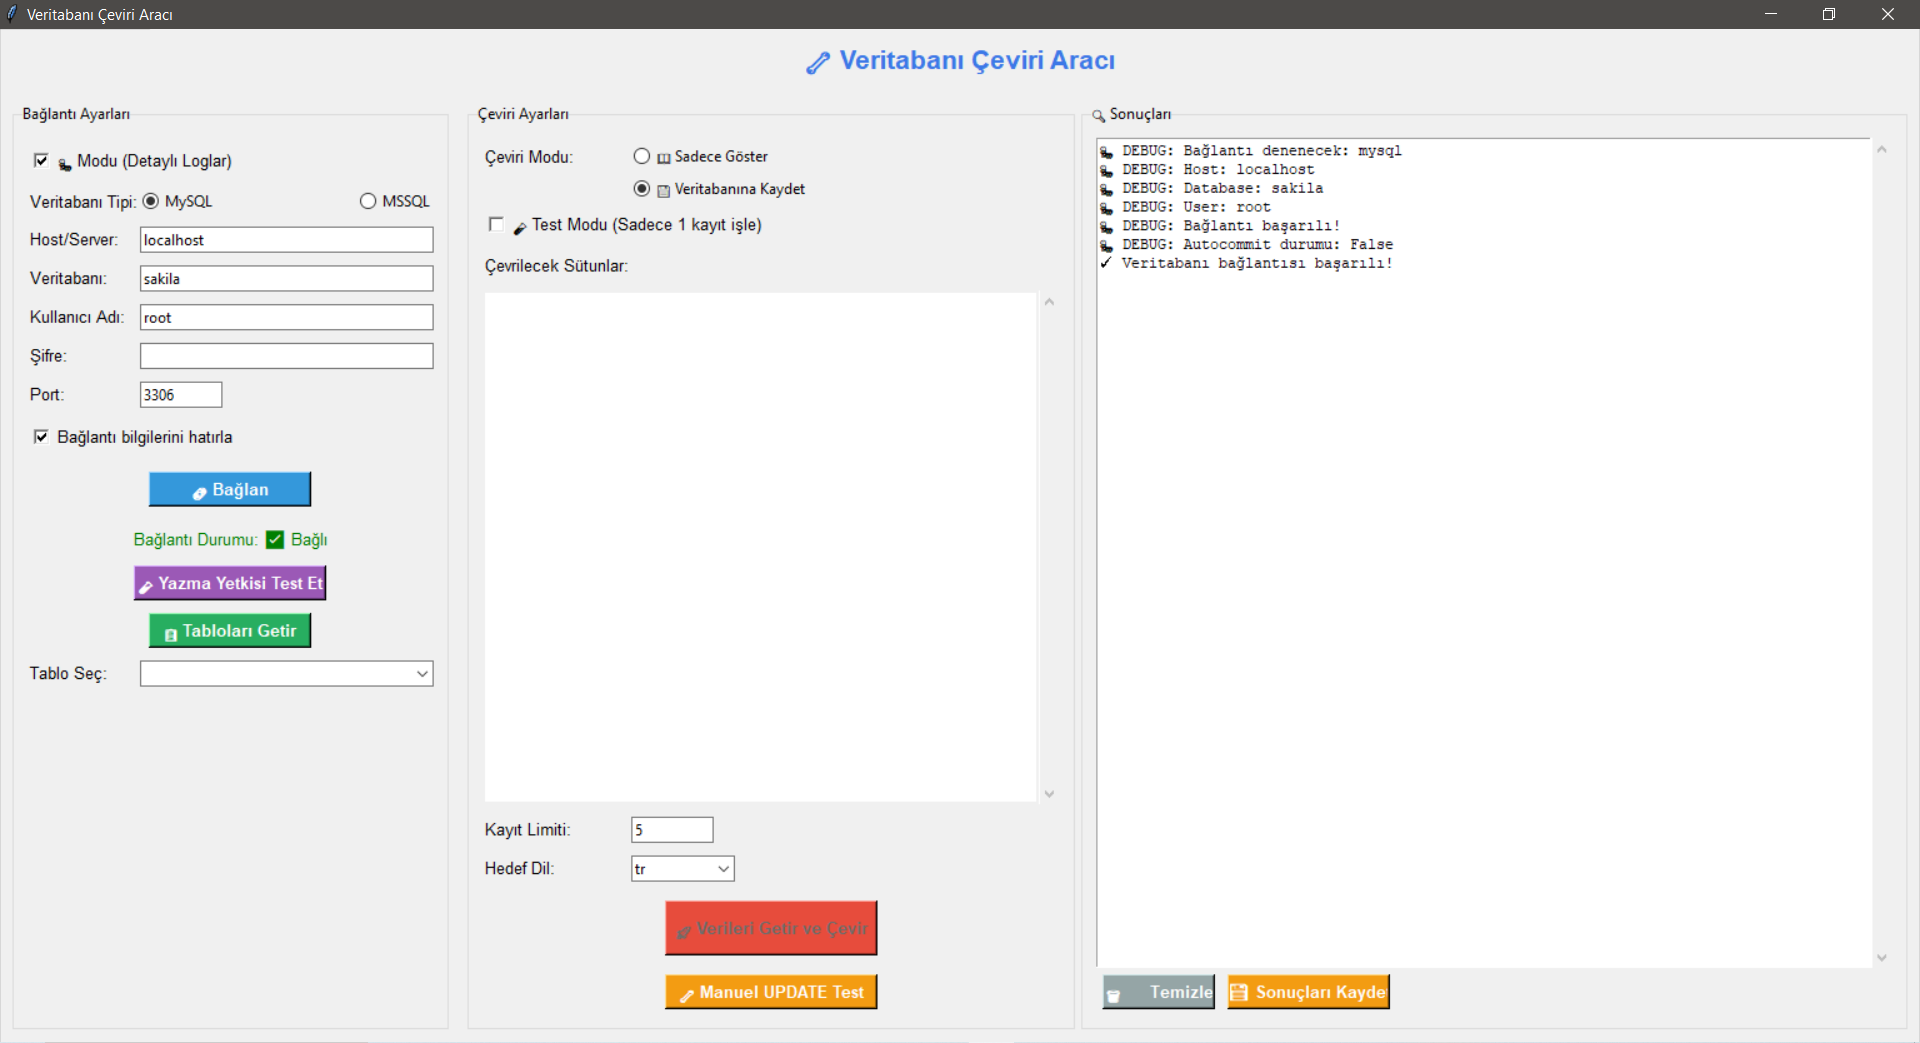 Veritabanı Çeviri Aracı
Veritabanı Çeviri Aracı
Bağlantı Ayarları
Modu (Detaylı Loglar)
Veritabanı Tipi: MySQL MSSQL
Host/Server: localhost
Veritabanı: sakila
Kullanıcı Adı: root
Şifre:
Port: 3306
Bağlantı bilgilerini hatırla
Bağlan
Bağlantı Durumu: ✓ Bağlı
Yazma Yetkisi Test Et
Tabloları Getir
Tablo Seç:
Çeviri Ayarları
Çeviri Modu: Sadece Göster
Veritabanına Kaydet
Test Modu (Sadece 1 kayıt işle)
Çevrilecek Sütunlar:
Kayıt Limiti: 5
Hedef Dil: tr
Verileri Getir ve Çevir
Manuel UPDATE Test
Sonuçları
DEBUG: Bağlantı denenecek: mysql
DEBUG: Host: localhost
DEBUG: Database: sakila
DEBUG: User: root
DEBUG: Bağlantı başarılı!
DEBUG: Autocommit durumu: False
✓ Veritabanı bağlantısı başarılı!
Temizle
Sonuçları Kayde